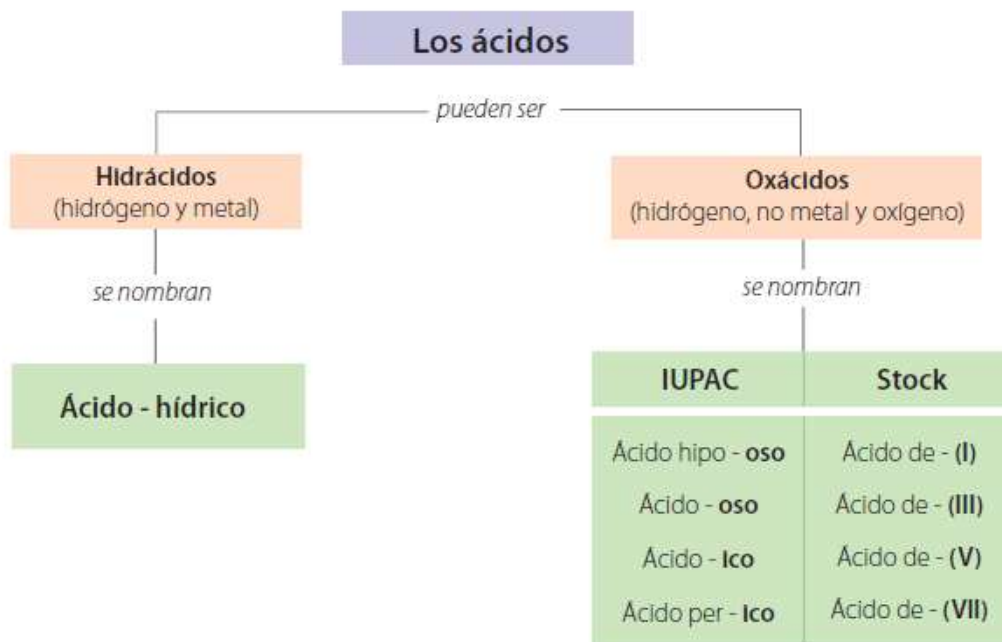 Los ácidos
pueden ser
Hidrácidos
(hidrógeno y metal)
se nombran
Ácido - hídrico
Oxácidos
(hidrógeno, no metal y oxígeno)
se nombran
IUPAC Stock
Ácido hipo - oso Ácido de - (I)
Ácido - oso Ácido de - (III)
Ácido - ico Ácido de - (V)
Ácido per - ico Ácido de - (VII)